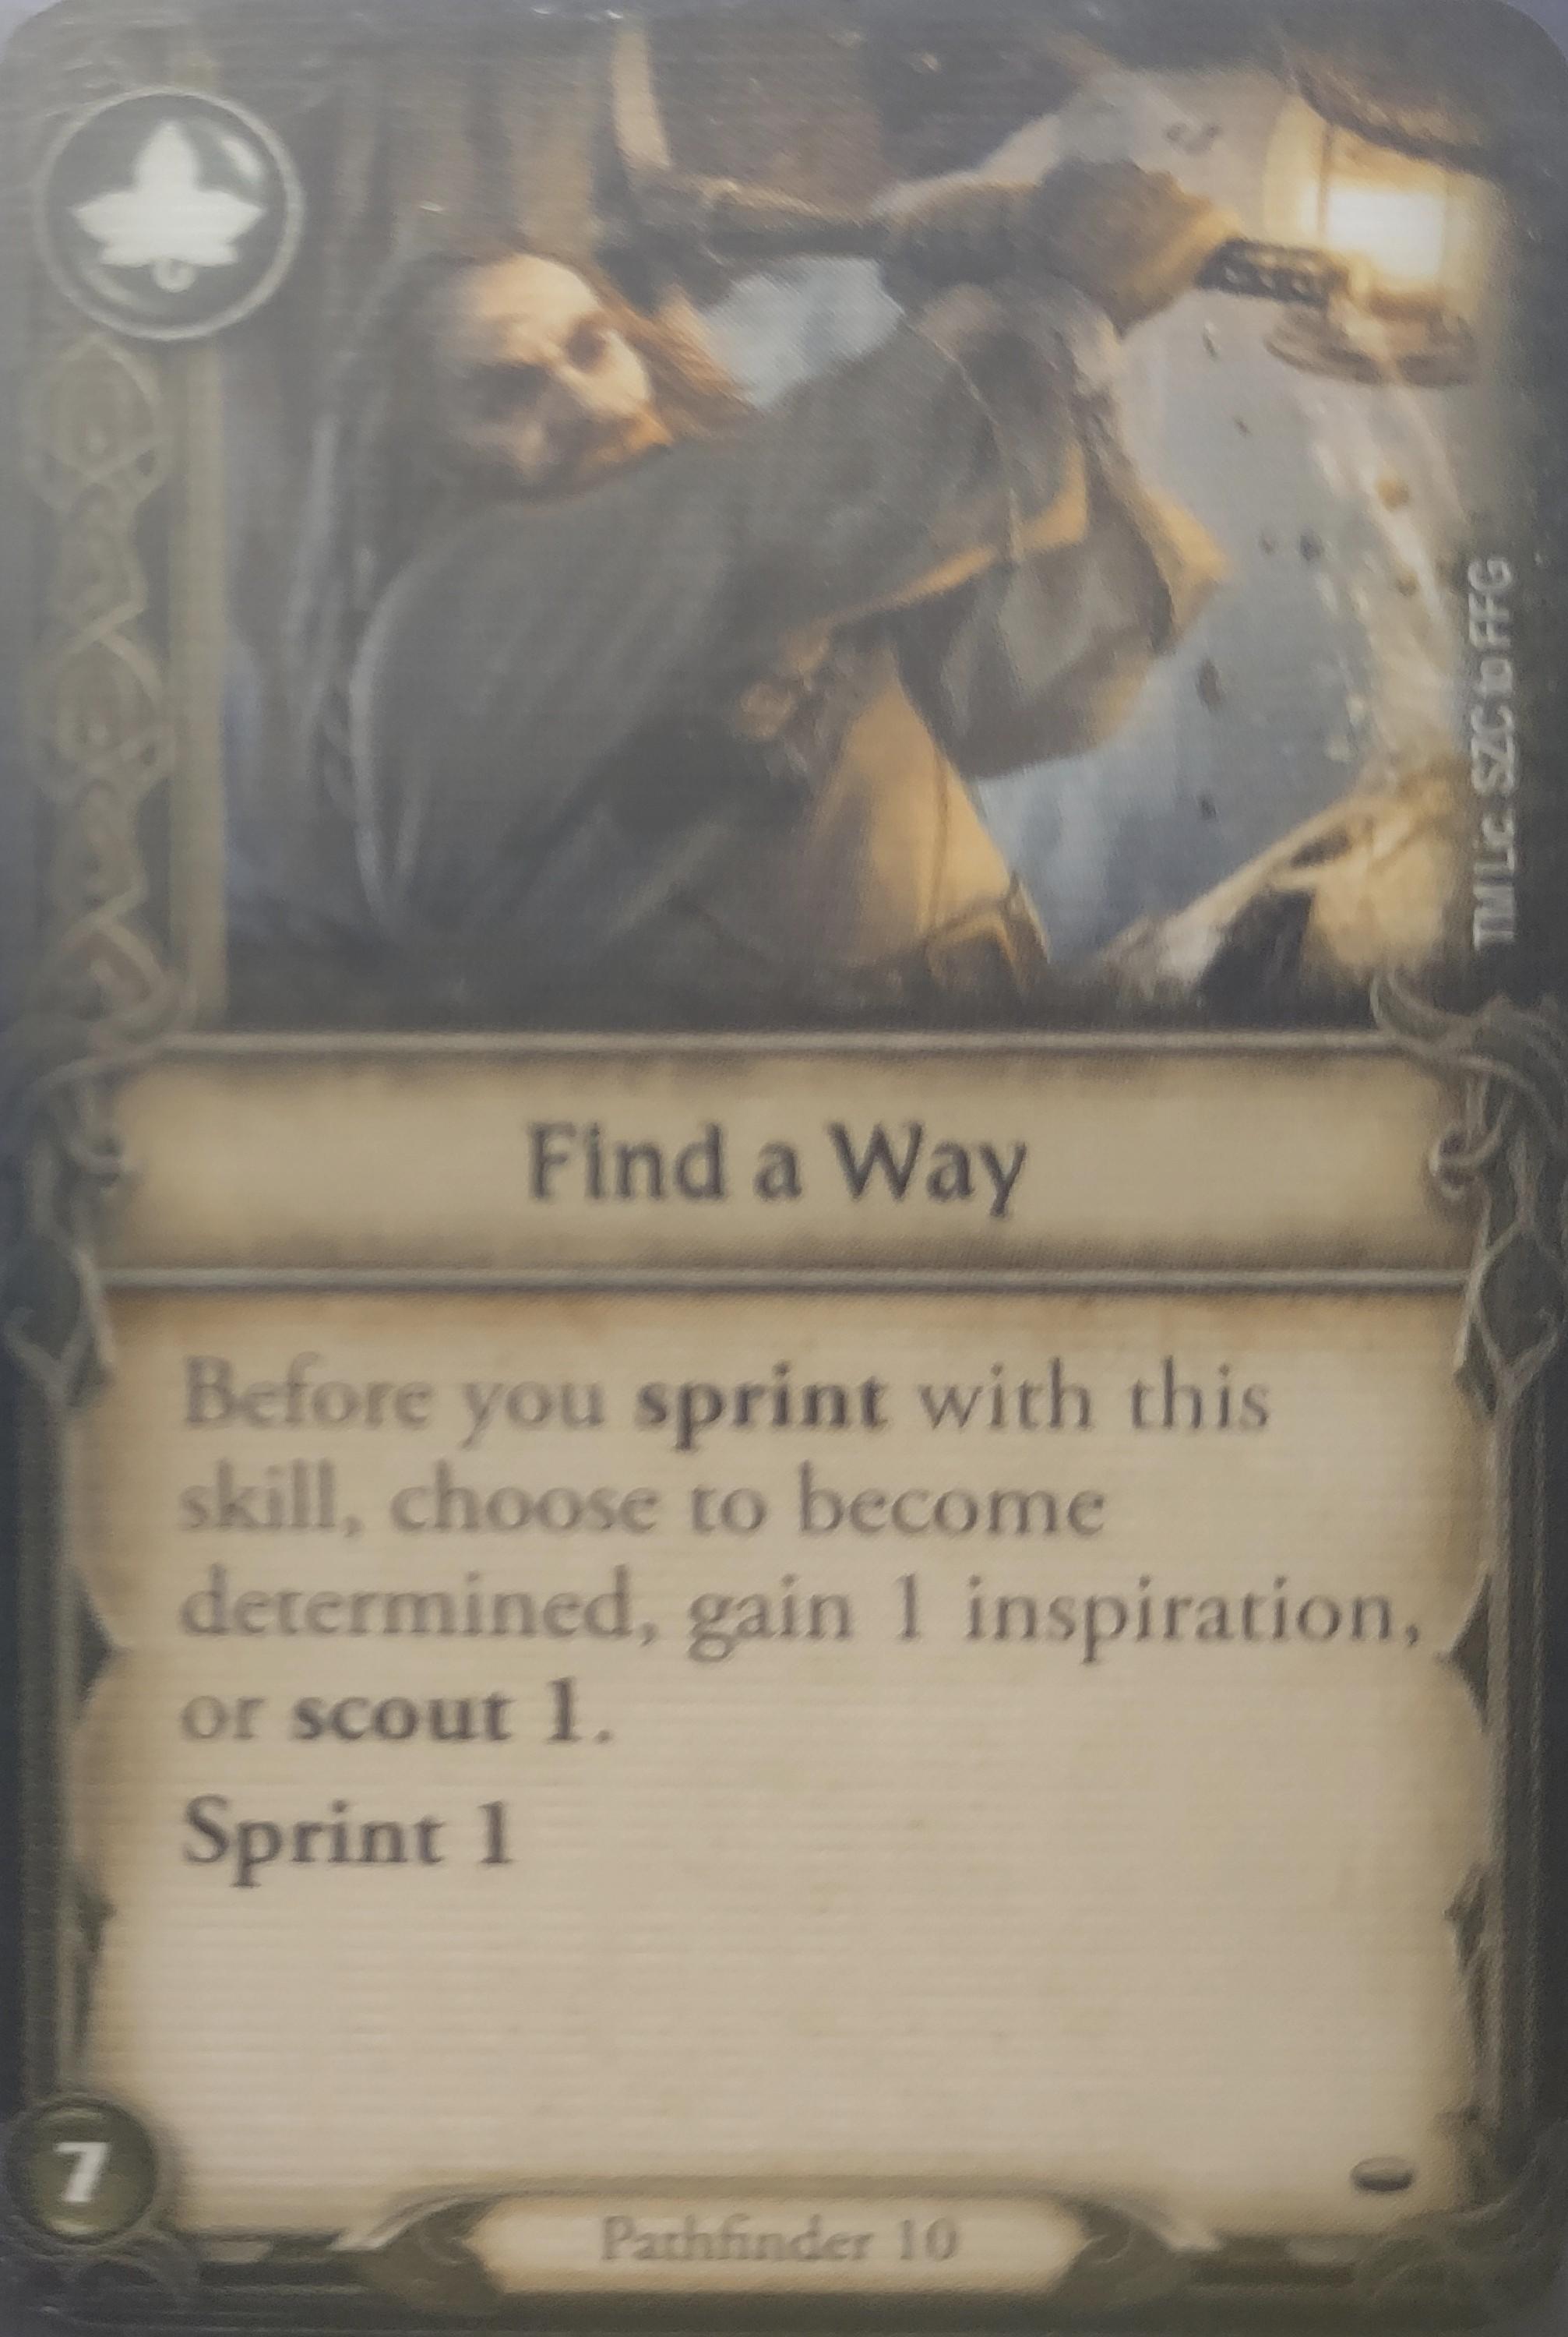 TM Lic. SZC to FFG
Find a Way
Before you sprint with this
skill, choose to become
determined, gain 1 inspiration,
or scout 1.
Sprint 1
7
Pathfinder 10